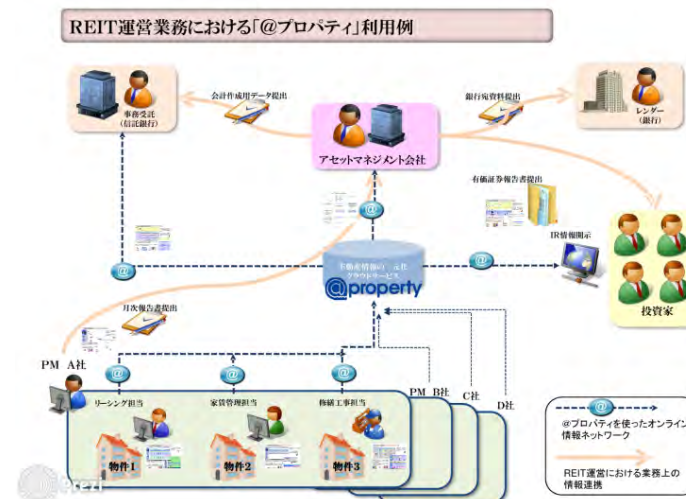 REIT運営業務における「@プロパティ」利用例
会計作成用データ提出
銀行宛資料提出
事務受託
(信託銀行)
レンダー
(銀行)
アセットマネジメント会社
有価証券報告書提出
IR情報開示
@
@
@
不動産情報の一元化
クラウドサービス
@property
投資家
月次報告書提出
PM A社
@
@
@
リーシング担当
家賃管理担当
修繕工事担当
PM B社
C社
D社
物件1
物件2
物件3
@
@プロパティを使ったオンライン
情報ネットワーク
REIT運営における業務上の
情報連携
Prezi